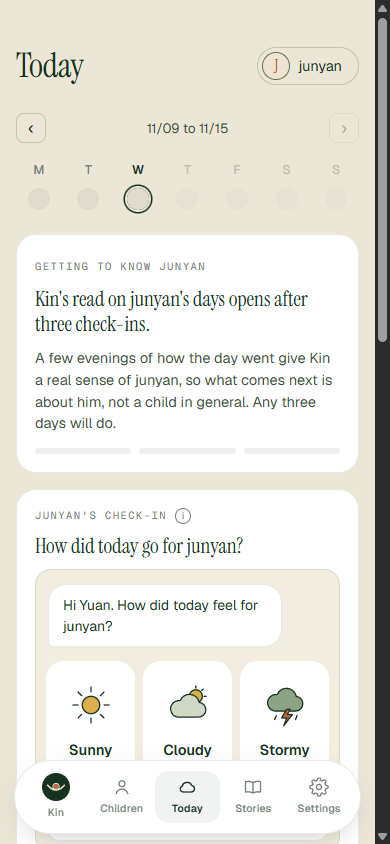 Today
J junyan
11/09 to 11/15
M T W T F S S
GETTING TO KNOW JUNYAN
Kin's read on junyan's days opens after
three check-ins.
A few evenings of how the day went give Kin
a real sense of junyan, so what comes next is
about him, not a child in general. Any three
days will do.
JUNYAN'S CHECK-IN i
How did today go for junyan?
Hi Yuan. How did today feel for
junyan?
Sunny Cloudy Stormy
Kin Children Today Stories Settings